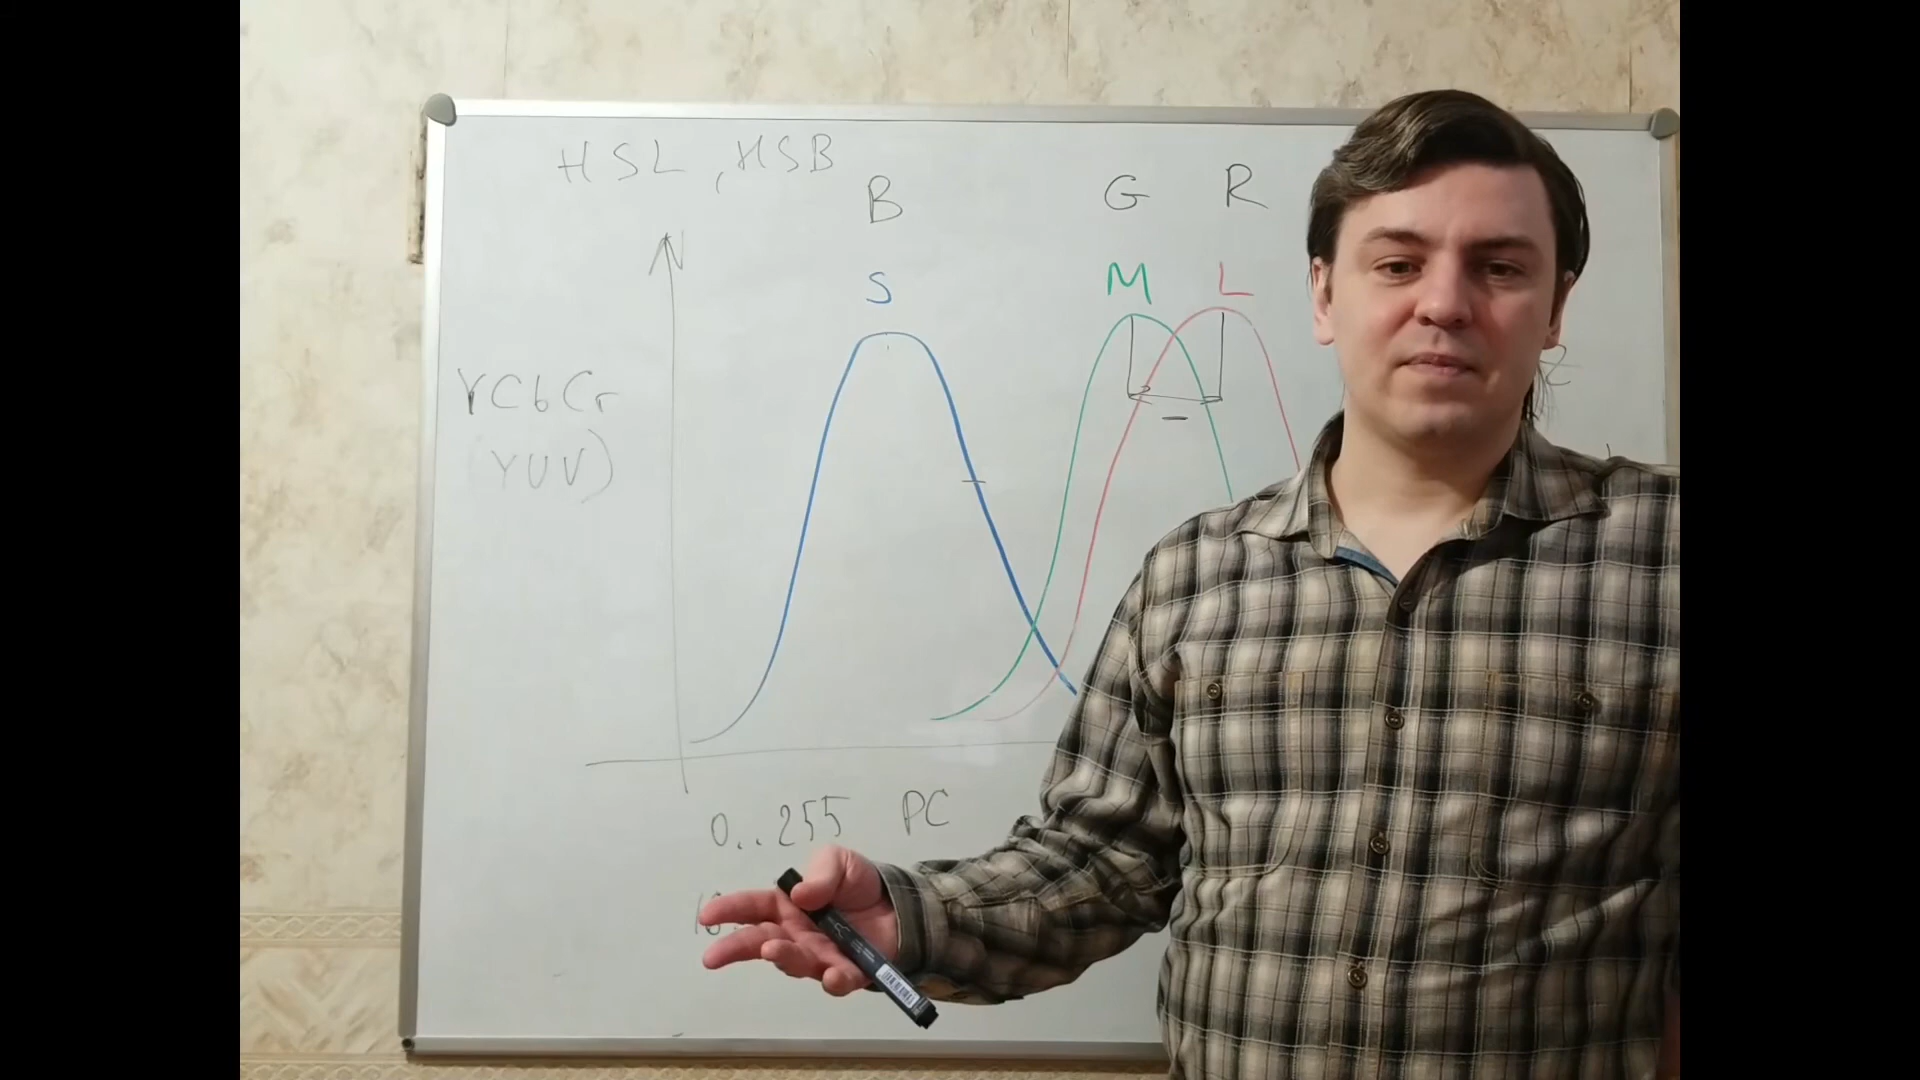 HSL, HSB
B G R
S M L
YCbCr
(YUV)
0..255 PC